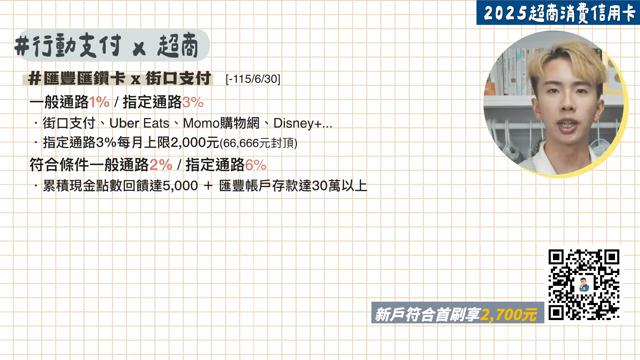 2025超商消費信用卡
#行動支付 x 超商
#匯豐匯鑽卡 x 街口支付 [-115/6/30]
一般通路1% / 指定通路3%
·街口支付、Uber Eats、Momo購物網、Disney+...
·指定通路3%每月上限2,000元(66,666元封頂)
符合條件一般通路2% / 指定通路6%
·累積現金點數回饋達5,000 ＋ 匯豐帳戶存款達30萬以上
新戶符合首刷享2,700元